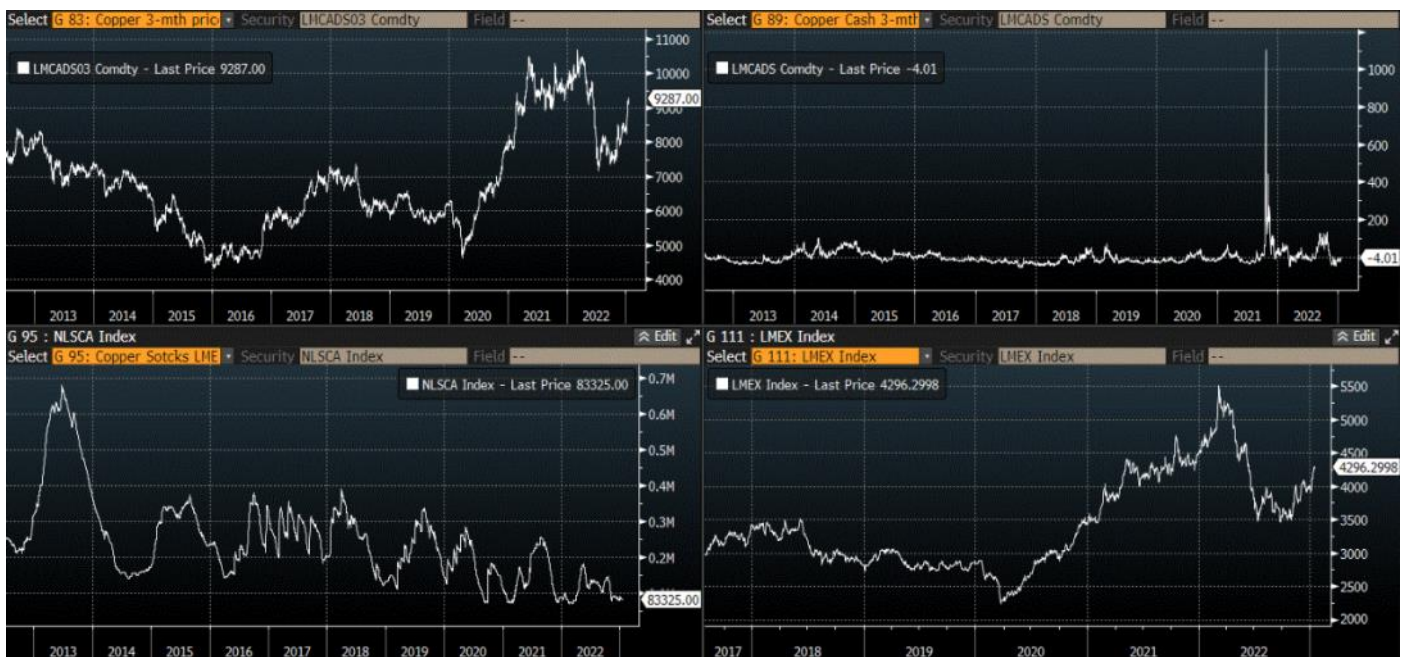 Select G 83: Copper 3-mth pric Security LMCADS03 Comdty Field --
LMCADS03 Comdty - Last Price 9287.00
11000
10000
9287.00
9000
8000
7000
6000
5000
4000
2013 2014 2015 2016 2017 2018 2019 2020 2021 2022
Select G 89: Copper Cash 3-mth Security LMCADS Comdty Field --
LMCADS Comdty - Last Price -4.01
1000
800
600
400
200
-4.01
2013 2014 2015 2016 2017 2018 2019 2020 2021 2022
G 95 : NLSCA Index Edit
Select G 95: Copper Sotcks LME Security NLSCA Index Field --
NLSCA Index - Last Price 83325.00
0.7M
0.6M
0.5M
0.4M
0.3M
0.2M
83325.00
2013 2014 2015 2016 2017 2018 2019 2020 2021 2022
G 111 : LMEX Index Edit
Select G 111: LMEX Index Security LMEX Index Field --
LMEX Index - Last Price 4296.2998
5500
5000
4500
4296.2998
4000
3500
3000
2500
2000
2017 2018 2019 2020 2021 2022